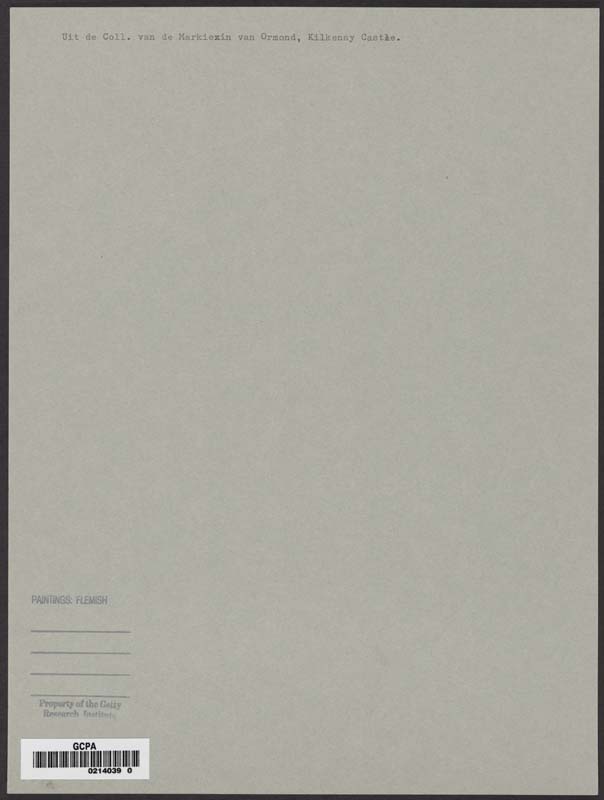 Uit de Coll. van de Markiezin van Ormond, Kilkenny Castle.
PAINTINGS: FLEMISH
Property of the Getty
Research Institute
GCPA
0214039 0